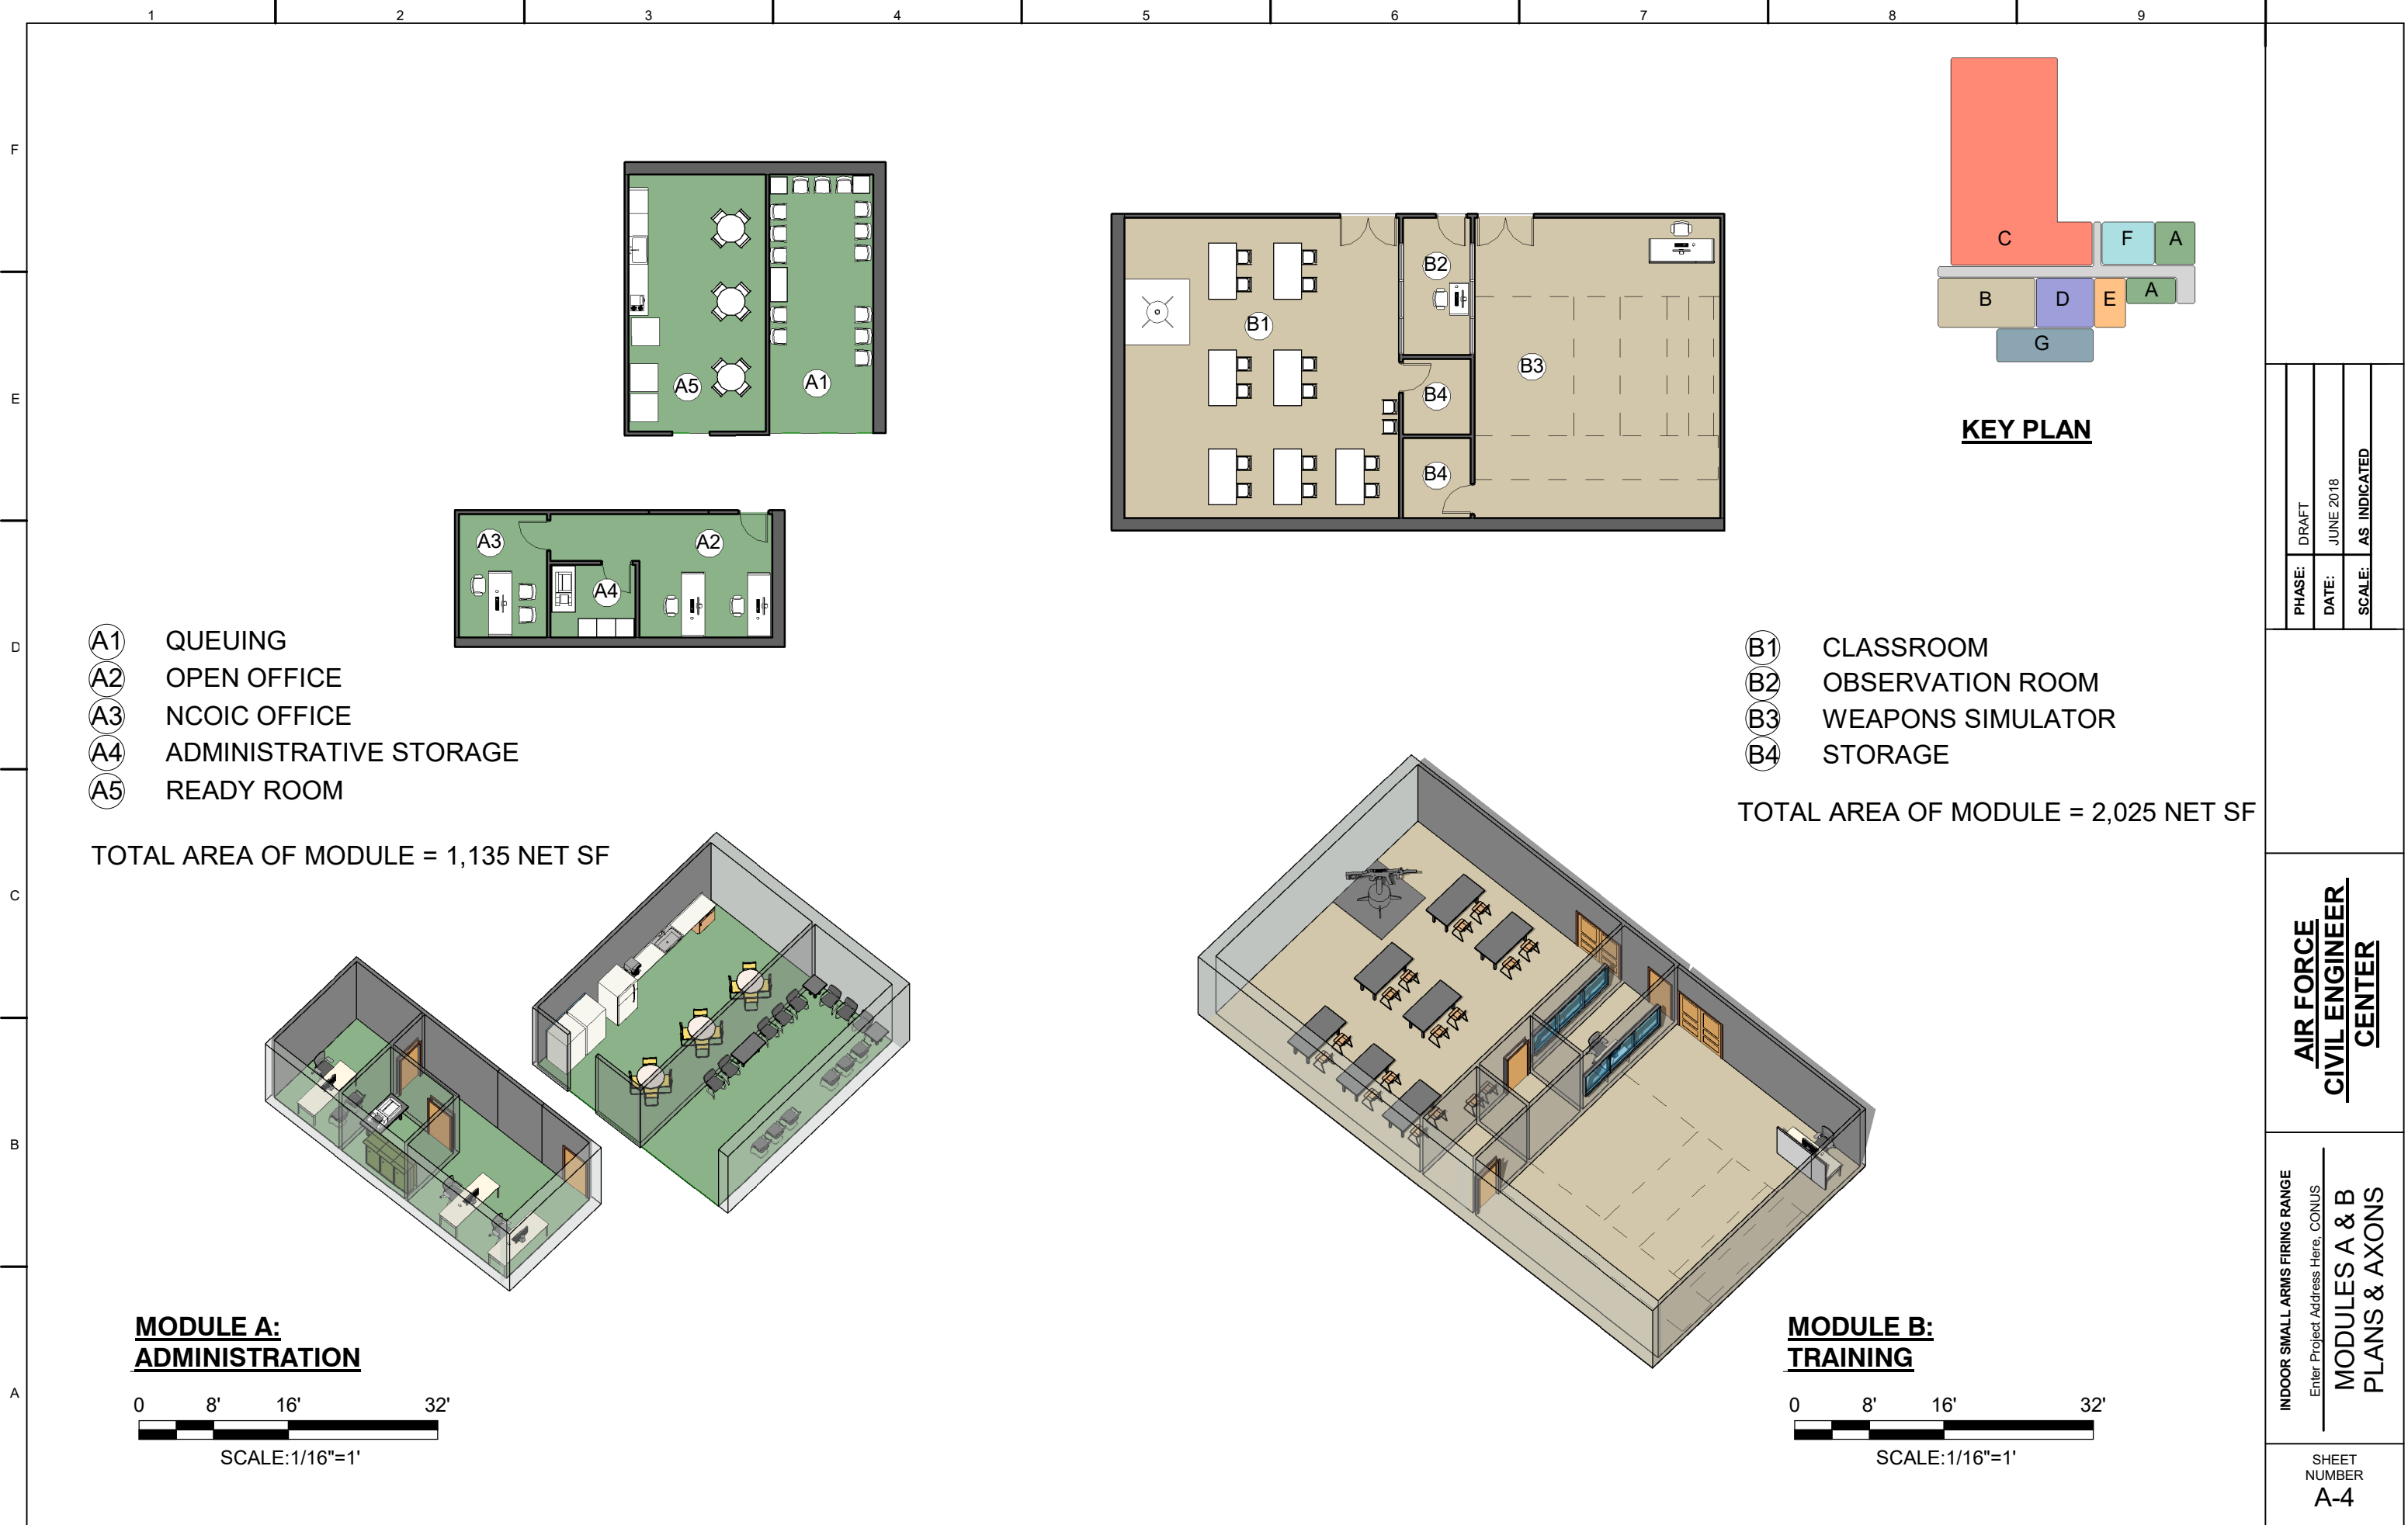 1 2 3 4 5 6 7 8 9
F
E
D
C
B
A
A5
A1
A3
A2
A4
A1 QUEUING
A2 OPEN OFFICE
A3 NCOIC OFFICE
A4 ADMINISTRATIVE STORAGE
A5 READY ROOM
TOTAL AREA OF MODULE = 1,135 NET SF
MODULE A:
ADMINISTRATION
0 8' 16' 32'
SCALE:1/16"=1'
B2
B1
B3
B4
B4
C F A
B D E A
G
KEY PLAN
B1 CLASSROOM
B2 OBSERVATION ROOM
B3 WEAPONS SIMULATOR
B4 STORAGE
TOTAL AREA OF MODULE = 2,025 NET SF
MODULE B:
TRAINING
0 8' 16' 32'
SCALE:1/16"=1'
PHASE: DRAFT
DATE: JUNE 2018
SCALE: AS INDICATED
AIR FORCE
CIVIL ENGINEER
CENTER
INDOOR SMALL ARMS FIRING RANGE
Enter Project Address Here, CONUS
MODULES A & B
PLANS & AXONS
SHEET
NUMBER
A-4